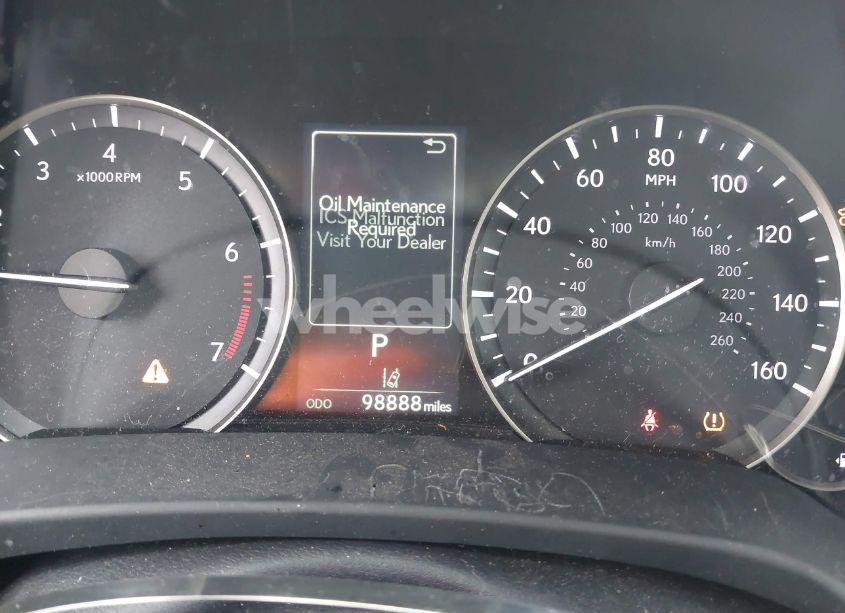 3
4
5
6
7
x1000RPM
Oil Maintenance
ICS Malfunction
Required
Visit Your Dealer
P
ODO 98888 miles
0
20
40
60
80
100
120
140
160
MPH
km/h
20
40
60
80
100
120
140
160
180
200
220
240
260
wheelwise